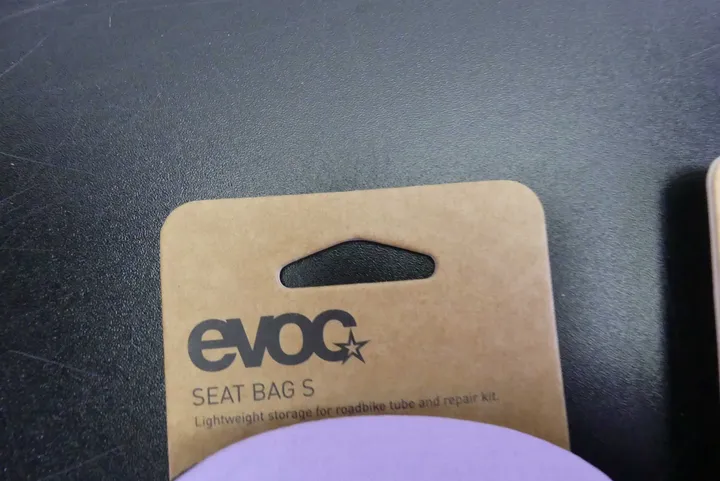 evoc
SEAT BAG S
Lightweight storage for roadbike tube and repair kit.